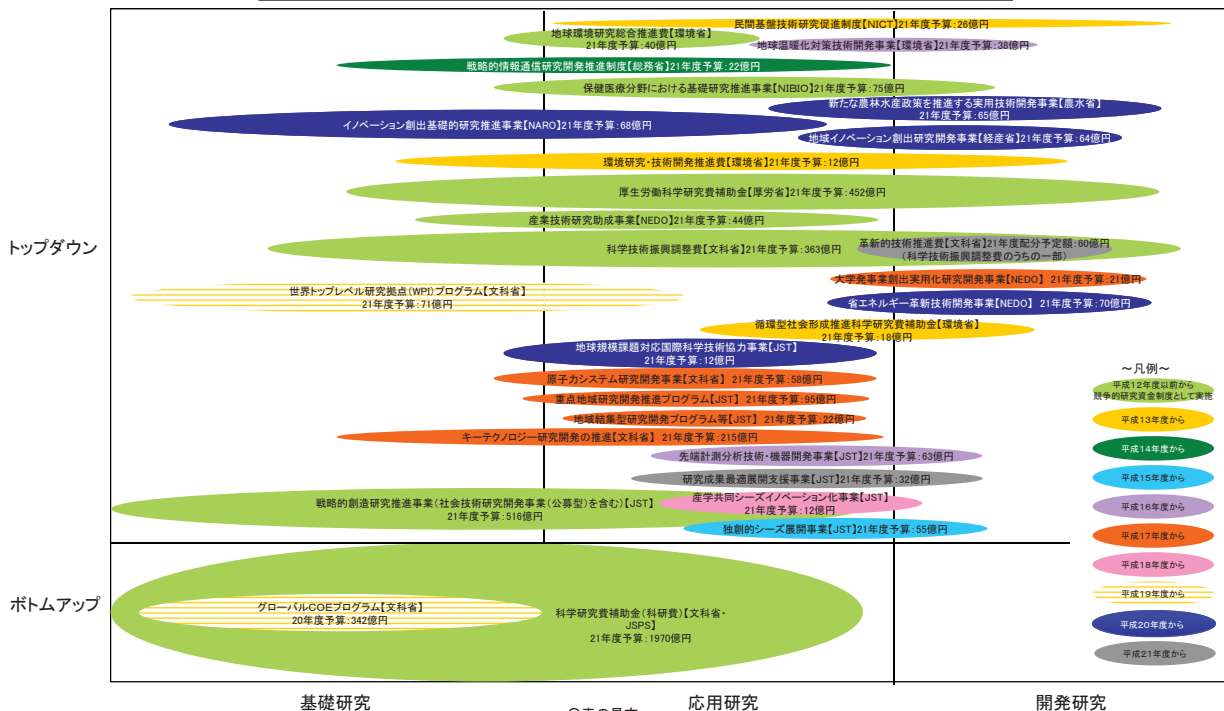 民間基盤技術研究促進制度【NICT】21年度予算:26億円
地球環境研究総合推進費【環境省】
21年度予算:40億円
地球温暖化対策技術開発事業【環境省】21年度予算:38億円
戦略的情報通信研究開発推進制度【総務省】21年度予算:22億円
保健医療分野における基礎研究推進事業【NIBIO】21年度予算:75億円
新たな農林水産政策を推進する実用技術開発事業【農水省】
21年度予算:65億円
イノベーション創出基礎的研究推進事業【NARO】21年度予算:68億円
地域イノベーション創出研究開発事業【経産省】21年度予算:64億円
環境研究・技術開発推進費【環境省】21年度予算:12億円
厚生労働科学研究費補助金【厚労省】21年度予算:452億円
産業技術研究助成事業【NEDO】21年度予算:44億円
トップダウン
科学技術振興調整費【文科省】21年度予算:363億円
革新的技術推進費【文科省】21年度配分予定額:60億円
(科学技術振興調整費のうちの一部)
大学発事業創出実用化研究開発事業【NEDO】 21年度予算:21億円
世界トップレベル研究拠点(WPI)プログラム【文科省】
21年度予算:71億円
省エネルギー革新技術開発事業【NEDO】 21年度予算:70億円
循環型社会形成推進科学研究費補助金【環境省】
21年度予算:18億円
地球規模課題対応国際科学技術協力事業【JST】
21年度予算:12億円
原子力システム研究開発事業【文科省】 21年度予算:58億円
重点地域研究開発推進プログラム【JST】 21年度予算:95億円
地域結集型研究開発プログラム等【JST】 21年度予算:22億円
キーテクノロジー研究開発の推進【文科省】 21年度予算:215億円
先端計測分析技術・機器開発事業【JST】21年度予算:63億円
研究成果最適展開支援事業【JST】21年度予算:32億円
戦略的創造研究推進事業(社会技術研究開発事業(公募型)を含む)【JST】
21年度予算:516億円
産学共同シーズイノベーション化事業【JST】
21年度予算:12億円
独創的シーズ展開事業【JST】21年度予算:55億円
~凡例~
平成12年度以前から
競争的研究資金制度として実施
平成13年度から
平成14年度から
平成15年度から
平成16年度から
平成17年度から
平成18年度から
平成19年度から
平成20年度から
平成21年度から
ボトムアップ
グローバルCOEプログラム【文科省】
20年度予算:342億円
科学研究費補助金(科研費)【文科省・
JSPS】
21年度予算:1970億円
基礎研究
応用研究
開発研究